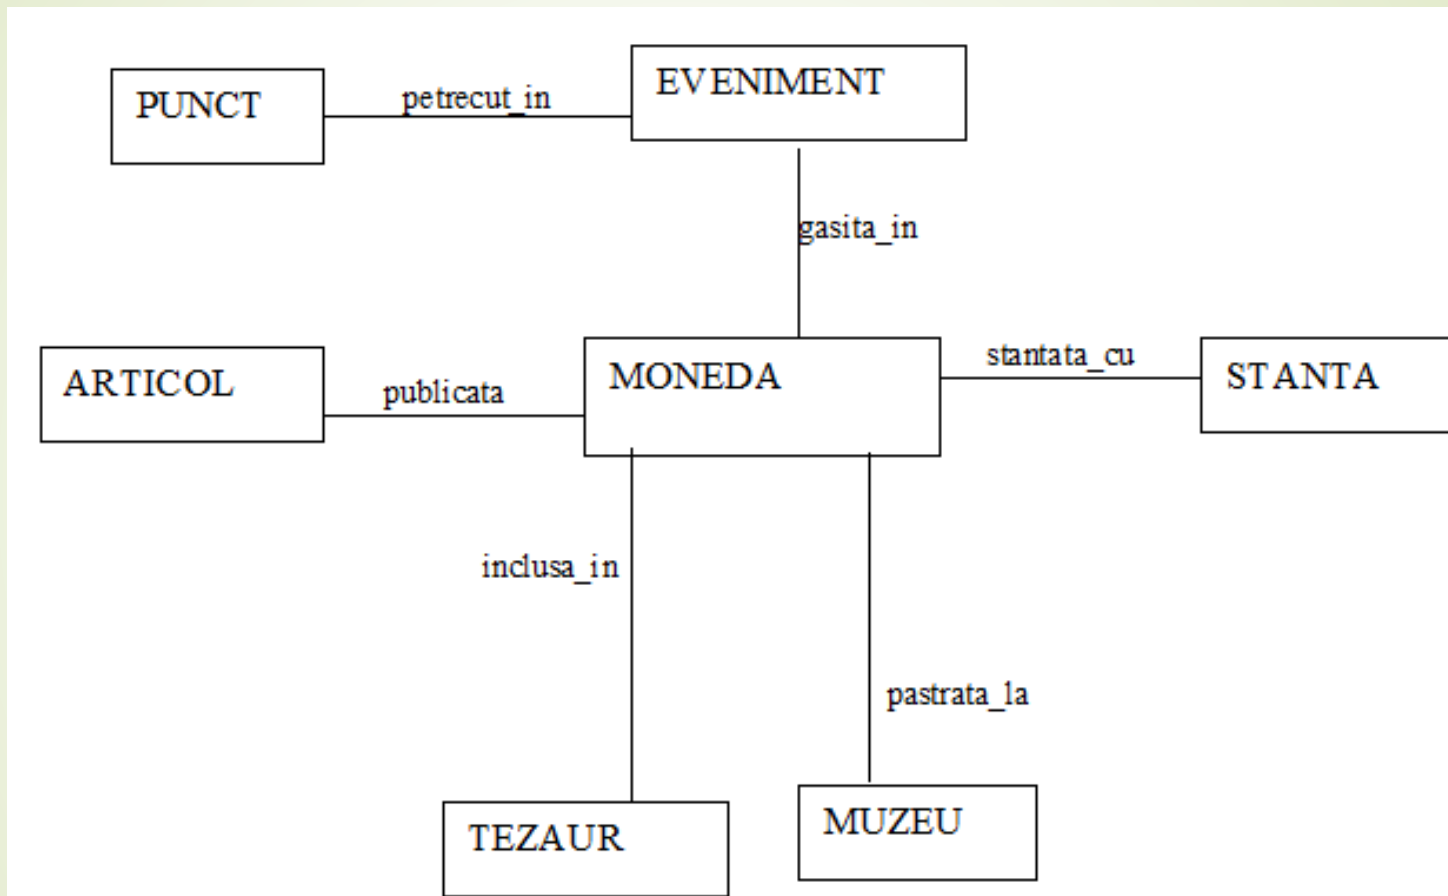 PUNCT
petrecut_in
EVENIMENT
gasita_in
ARTICOL
publicata
MONEDA
stantata_cu
STANTA
inclusa_in
pastrata_la
TEZAUR
MUZEU